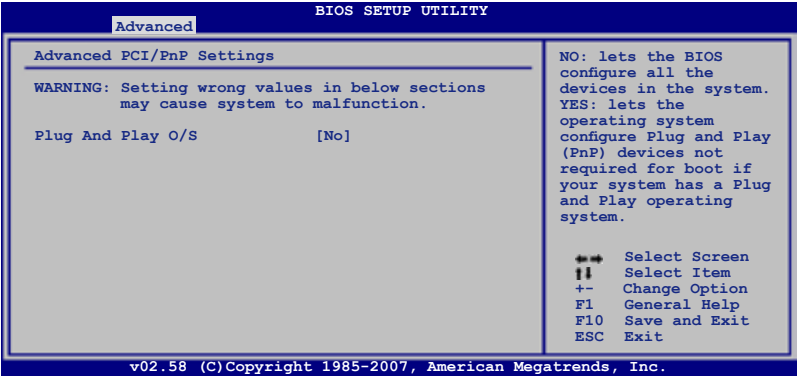 BIOS SETUP UTILITY
Advanced
Advanced PCI/PnP Settings
WARNING: Setting wrong values in below sections
may cause system to malfunction.
Plug And Play O/S [No]
NO: lets the BIOS
configure all the
devices in the system.
YES: lets the
operating system
configure Plug and Play
(PnP) devices not
required for boot if
your system has a Plug
and Play operating
system.
←→ Select Screen
↑↓ Select Item
+- Change Option
F1 General Help
F10 Save and Exit
ESC Exit
v02.58 (C)Copyright 1985-2007, American Megatrends, Inc.